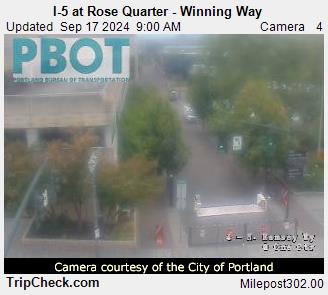 I-5 at Rose Quarter - Winning Way
Updated Sep 17 2024 9:00 AM Camera 4
PBOT
PORTLAND BUREAU OF TRANSPORTATION
Camera courtesy of the City of Portland
TripCheck.com Milepost302.00